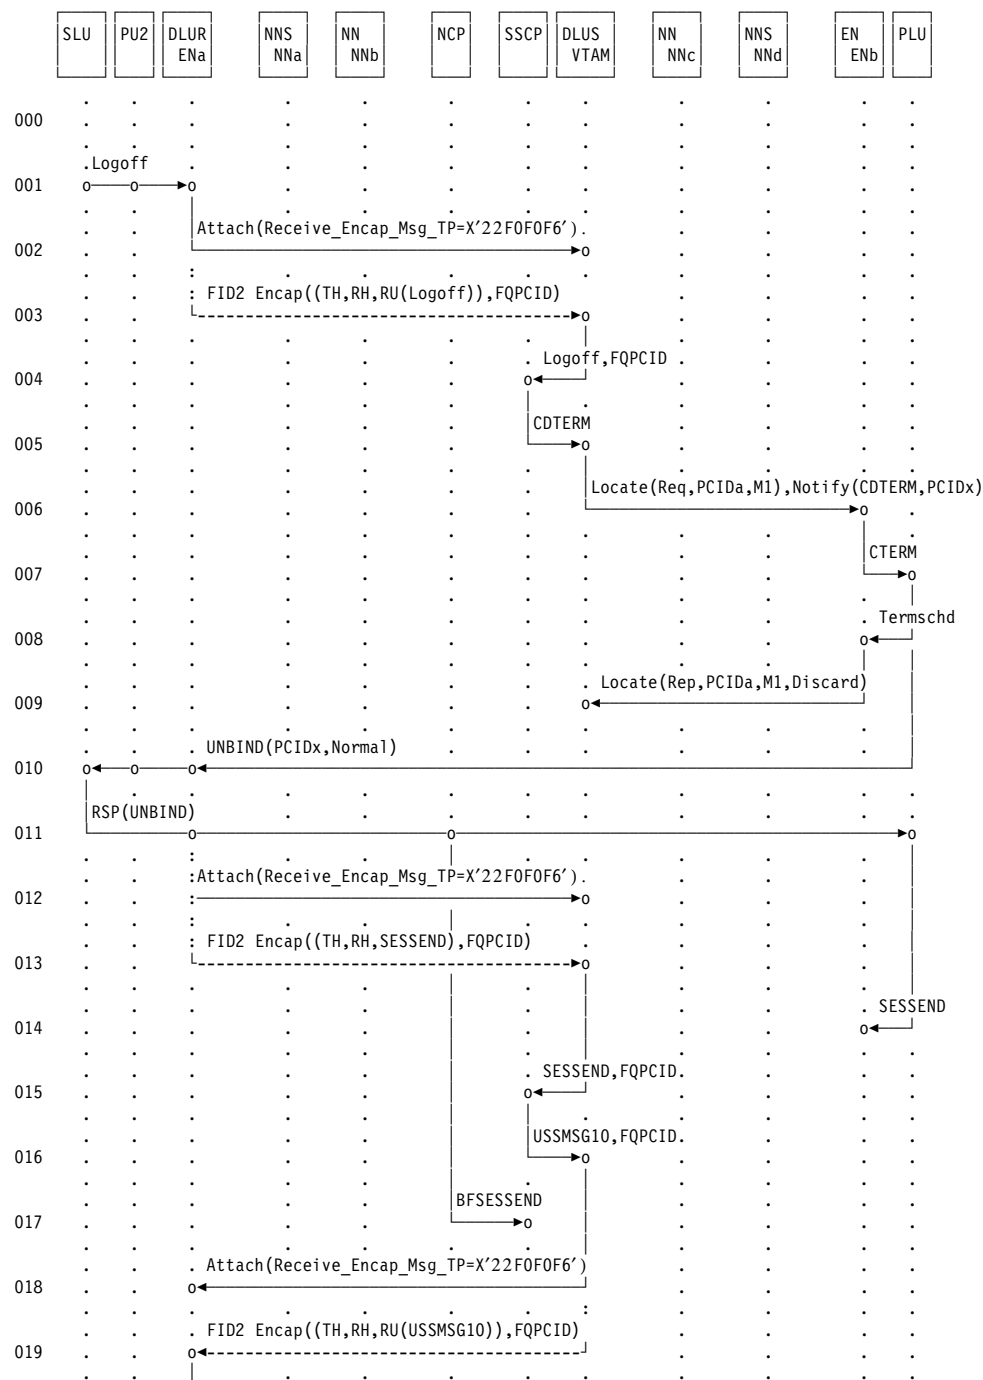 SLU PU2 DLUR NNS NN NCP SSCP DLUS NN NNS EN PLU
ENa NNa NNb VTAM NNc NNd ENb
000
Logoff
001
Attach(Receive_Encap_Msg_TP=X'22F0F0F6')
002
FID2 Encap((TH,RH,RU(Logoff)),FQPCID)
003
Logoff,FQPCID
004
CDTERM
005
Locate(Req,PCIDa,M1),Notify(CDTERM,PCIDx)
006
CTERM
007
Termschd
008
Locate(Rep,PCIDa,M1,Discard)
009
UNBIND(PCIDx,Normal)
010
RSP(UNBIND)
011
Attach(Receive_Encap_Msg_TP=X'22F0F0F6')
012
FID2 Encap((TH,RH,SESSEND),FQPCID)
013
SESSEND
014
SESSEND,FQPCID
015
USSMSG10,FQPCID
016
BFSESSEND
017
Attach(Receive_Encap_Msg_TP=X'22F0F0F6')
018
FID2 Encap((TH,RH,RU(USSMSG10)),FQPCID)
019